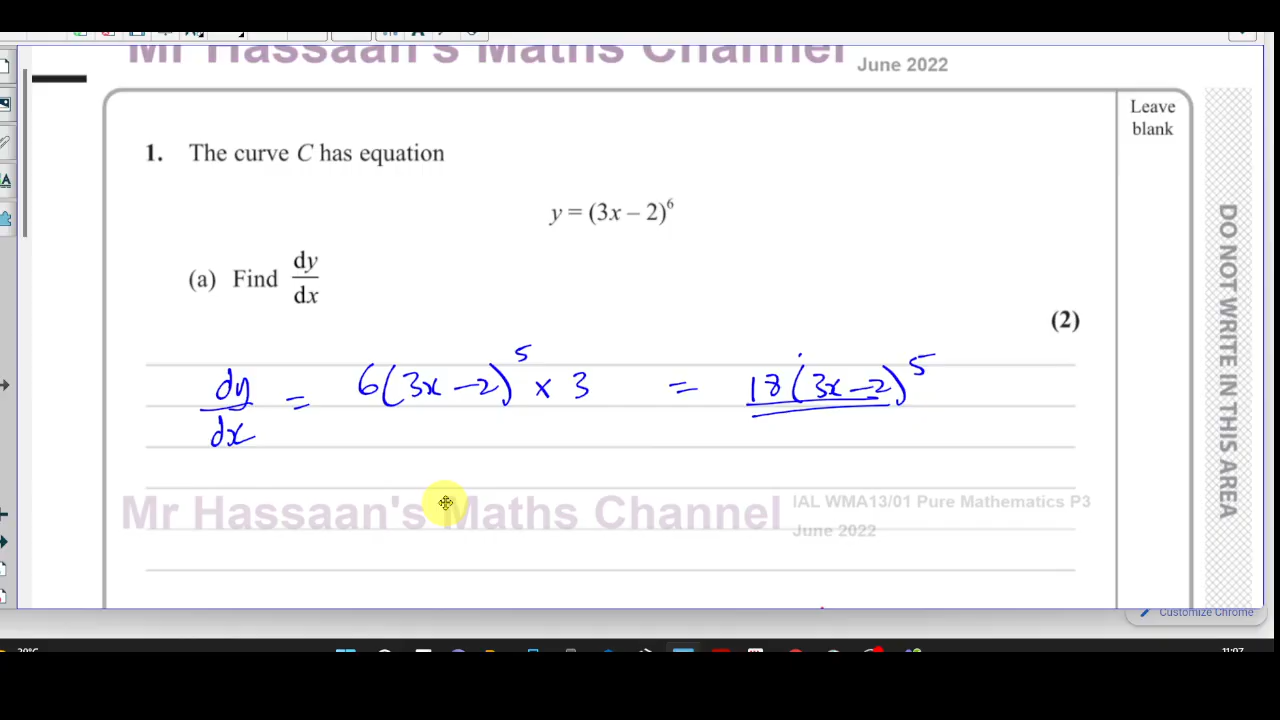 Mr Hassaan's Maths Channel June 2022
Leave
blank
1. The curve C has equation
y = (3x – 2)⁶
(a) Find dy/dx
(2)
dy/dx = 6(3x – 2)⁵ × 3 = 18(3x – 2)⁵
Mr Hassaan's Maths Channel
IAL WMA13/01 Pure Mathematics P3
June 2022
DO NOT WRITE IN THIS AREA
Customize Chrome
11:07